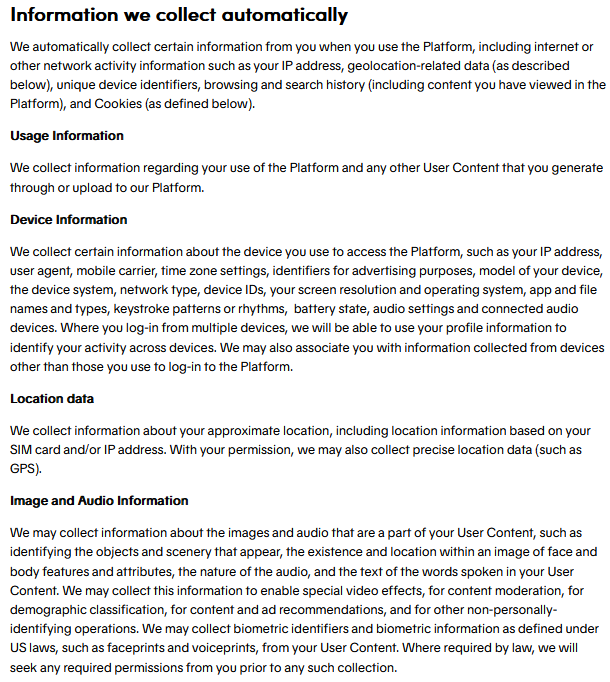 Information we collect automatically
We automatically collect certain information from you when you use the Platform, including internet or
other network activity information such as your IP address, geolocation-related data (as described
below), unique device identifiers, browsing and search history (including content you have viewed in the
Platform), and Cookies (as defined below).
Usage Information
We collect information regarding your use of the Platform and any other User Content that you generate
through or upload to our Platform.
Device Information
We collect certain information about the device you use to access the Platform, such as your IP address,
user agent, mobile carrier, time zone settings, identifiers for advertising purposes, model of your device,
the device system, network type, device IDs, your screen resolution and operating system, app and file
names and types, keystroke patterns or rhythms,  battery state, audio settings and connected audio
devices. Where you log-in from multiple devices, we will be able to use your profile information to
identify your activity across devices. We may also associate you with information collected from devices
other than those you use to log-in to the Platform.
Location data
We collect information about your approximate location, including location information based on your
SIM card and/or IP address. With your permission, we may also collect precise location data (such as
GPS).
Image and Audio Information
We may collect information about the images and audio that are a part of your User Content, such as
identifying the objects and scenery that appear, the existence and location within an image of face and
body features and attributes, the nature of the audio, and the text of the words spoken in your User
Content. We may collect this information to enable special video effects, for content moderation, for
demographic classification, for content and ad recommendations, and for other non-personally-
identifying operations. We may collect biometric identifiers and biometric information as defined under
US laws, such as faceprints and voiceprints, from your User Content. Where required by law, we will
seek any required permissions from you prior to any such collection.